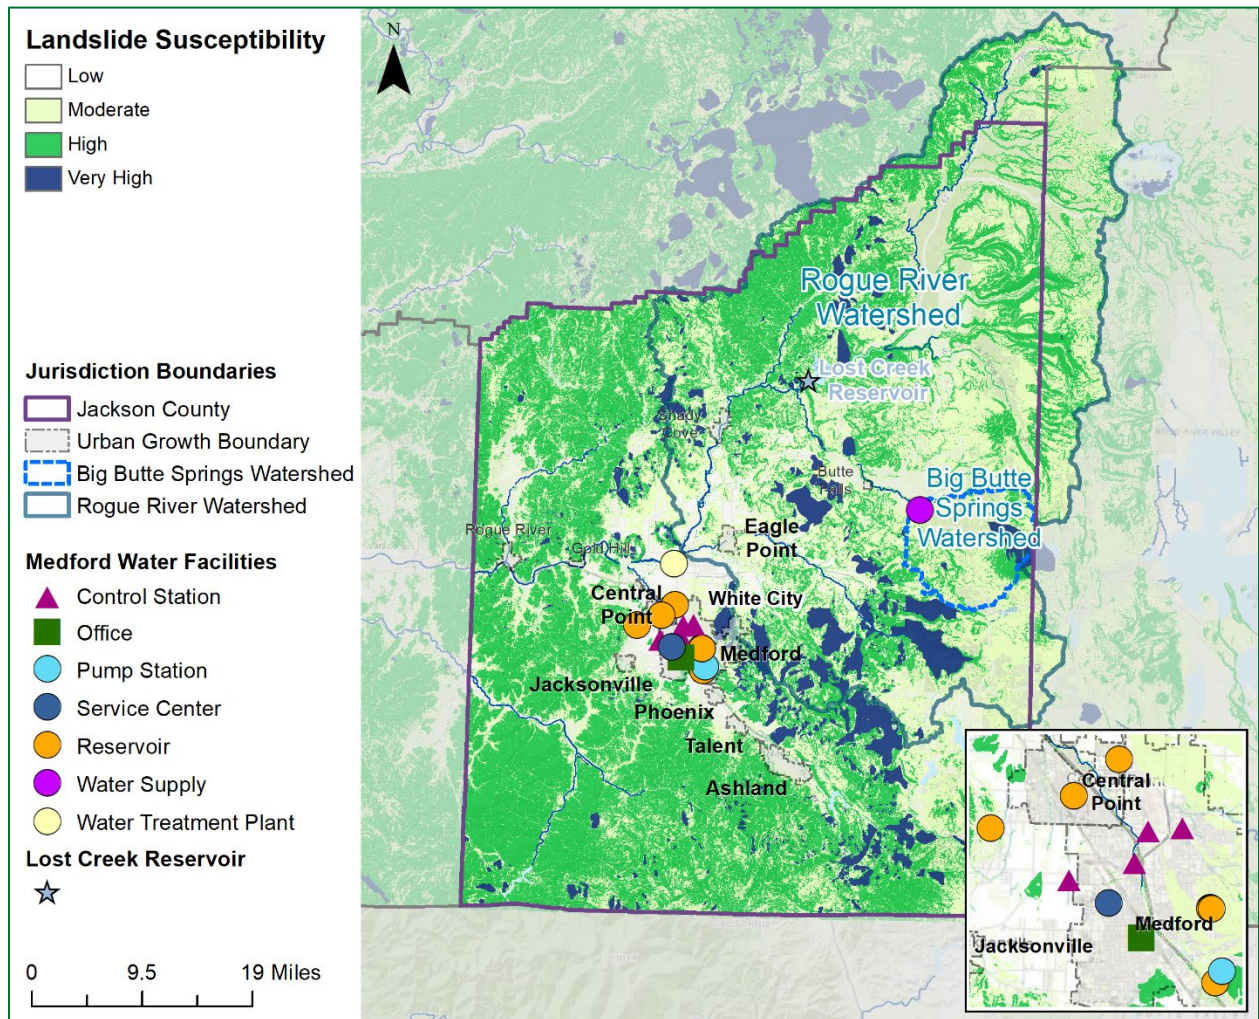 Landslide Susceptibility
Low
Moderate
High
Very High
Jurisdiction Boundaries
Jackson County
Urban Growth Boundary
Big Butte Springs Watershed
Rogue River Watershed
Medford Water Facilities
Control Station
Office
Pump Station
Service Center
Reservoir
Water Supply
Water Treatment Plant
Lost Creek Reservoir
0 9.5 19 Miles
N
Rogue River
Watershed
Lost Creek
Reservoir
Shady
Cove
Butte
Falls
Big Butte
Springs
Watershed
Rogue River
Gold Hill
Eagle
Point
Central
Point
White City
Medford
Jacksonville
Phoenix
Talent
Ashland
Central
Point
Medford
Jacksonville